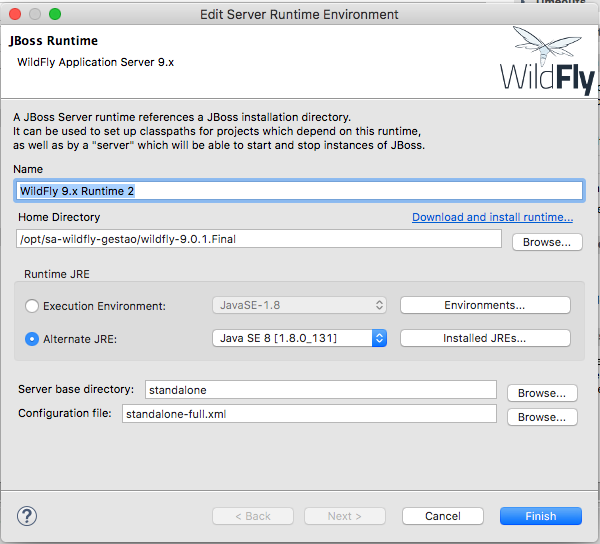 Timeouts
Edit Server Runtime Environment
JBoss Runtime
WildFly Application Server 9.x
WildFly
A JBoss Server runtime references a JBoss installation directory.
It can be used to set up classpaths for projects which depend on this runtime,
as well as by a "server" which will be able to start and stop instances of JBoss.
Name
WildFly 9.x Runtime 2
Home Directory
Download and install runtime...
/opt/sa-wildfly-gestao/wildfly-9.0.1.Final
Browse...
Runtime JRE
Execution Environment:
JavaSE-1.8
Environments...
Alternate JRE:
Java SE 8 [1.8.0_131]
Installed JREs...
Server base directory:
standalone
Browse...
Configuration file:
standalone-full.xml
Browse...
?
< Back
Next >
Cancel
Finish